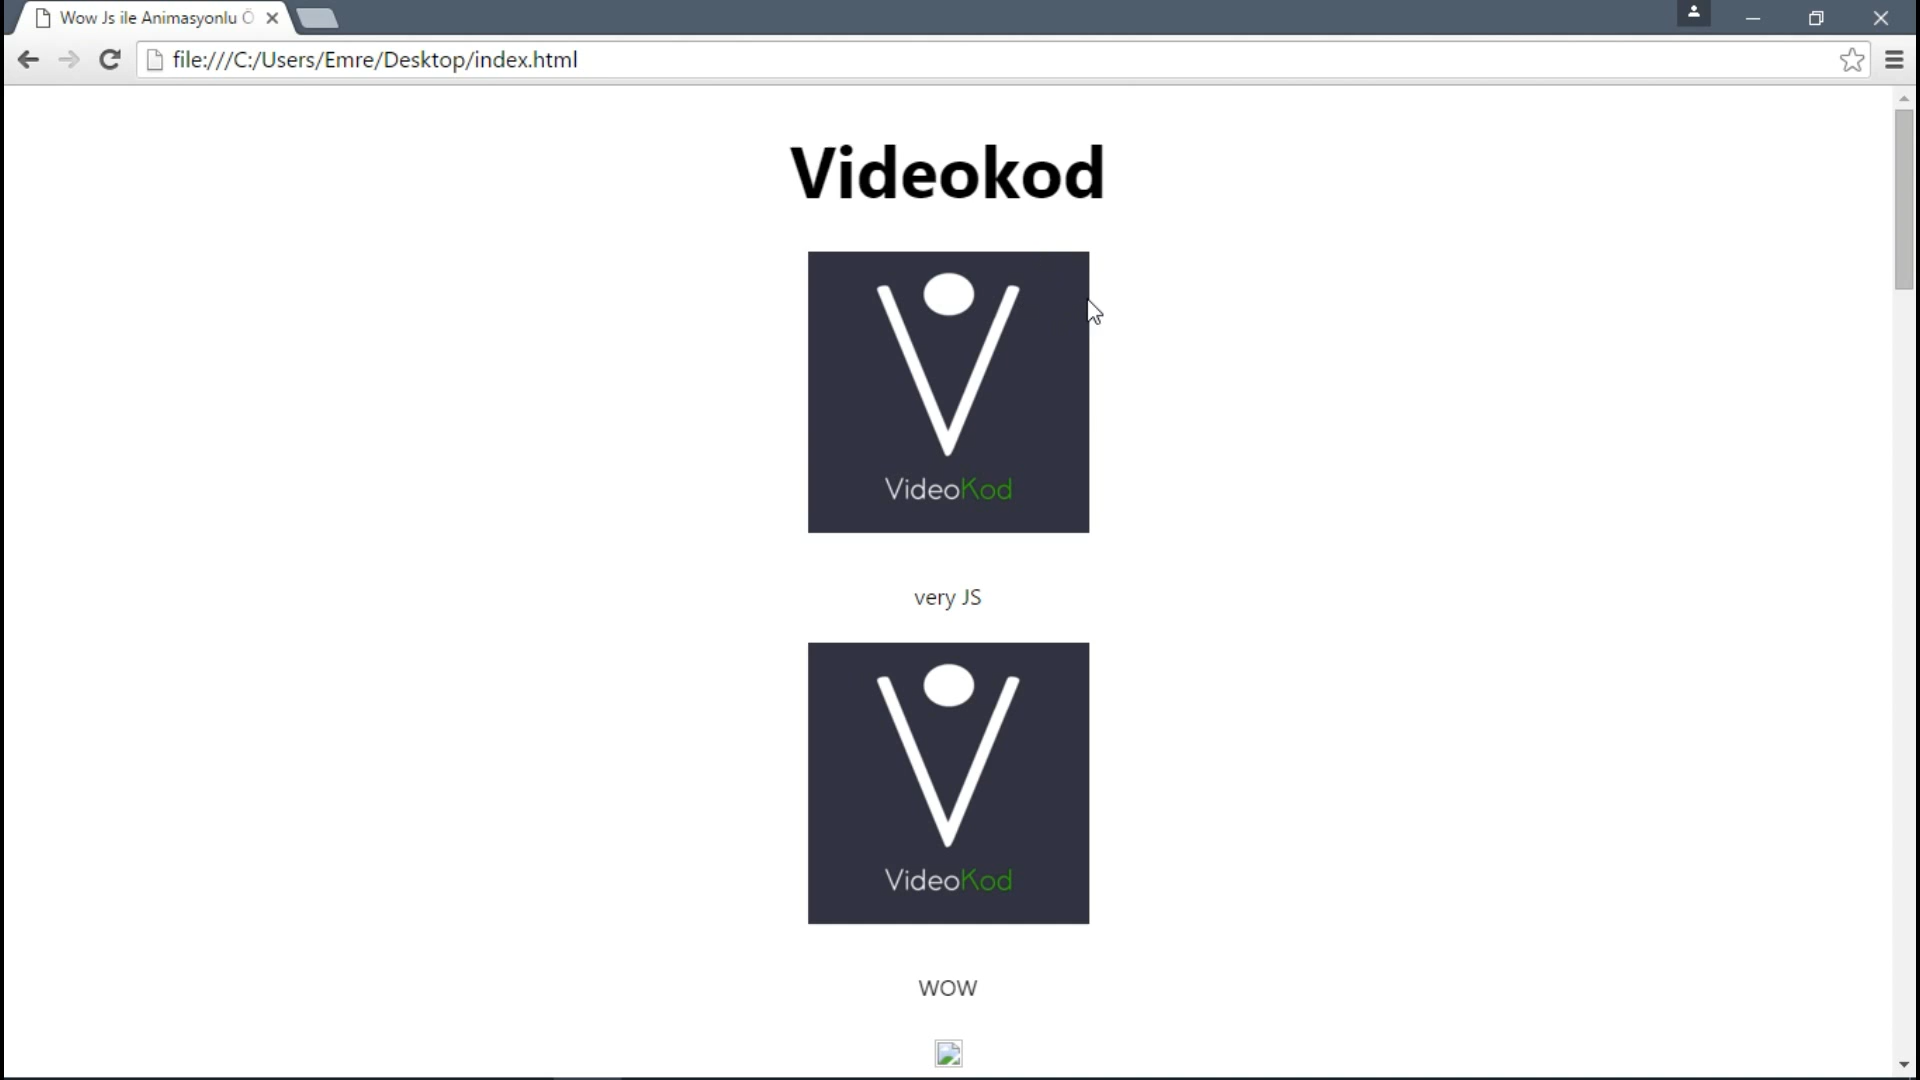 Wow Js ile Animasyonlu Ö
file:///C:/Users/Emre/Desktop/index.html
Videokod
VideoKod
very JS
VideoKod
WOW